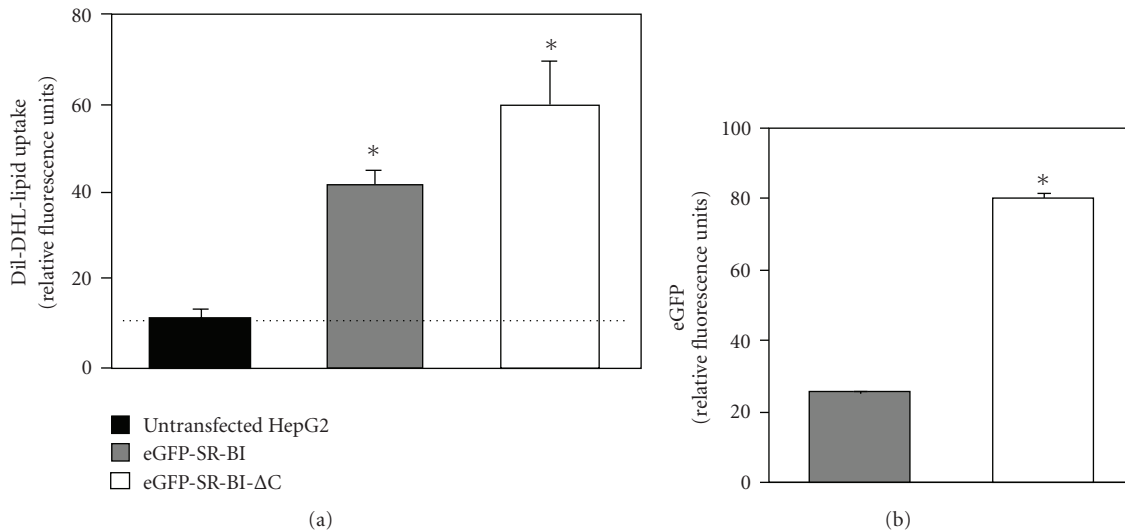 80
60
40
20
0
Dil-DHL-lipid uptake
(relative fluorescence units)
*
*
Untransfected HepG2
eGFP-SR-BI
eGFP-SR-BI-ΔC
(a)
100
80
60
40
20
0
eGFP
(relative fluorescence units)
*
(b)